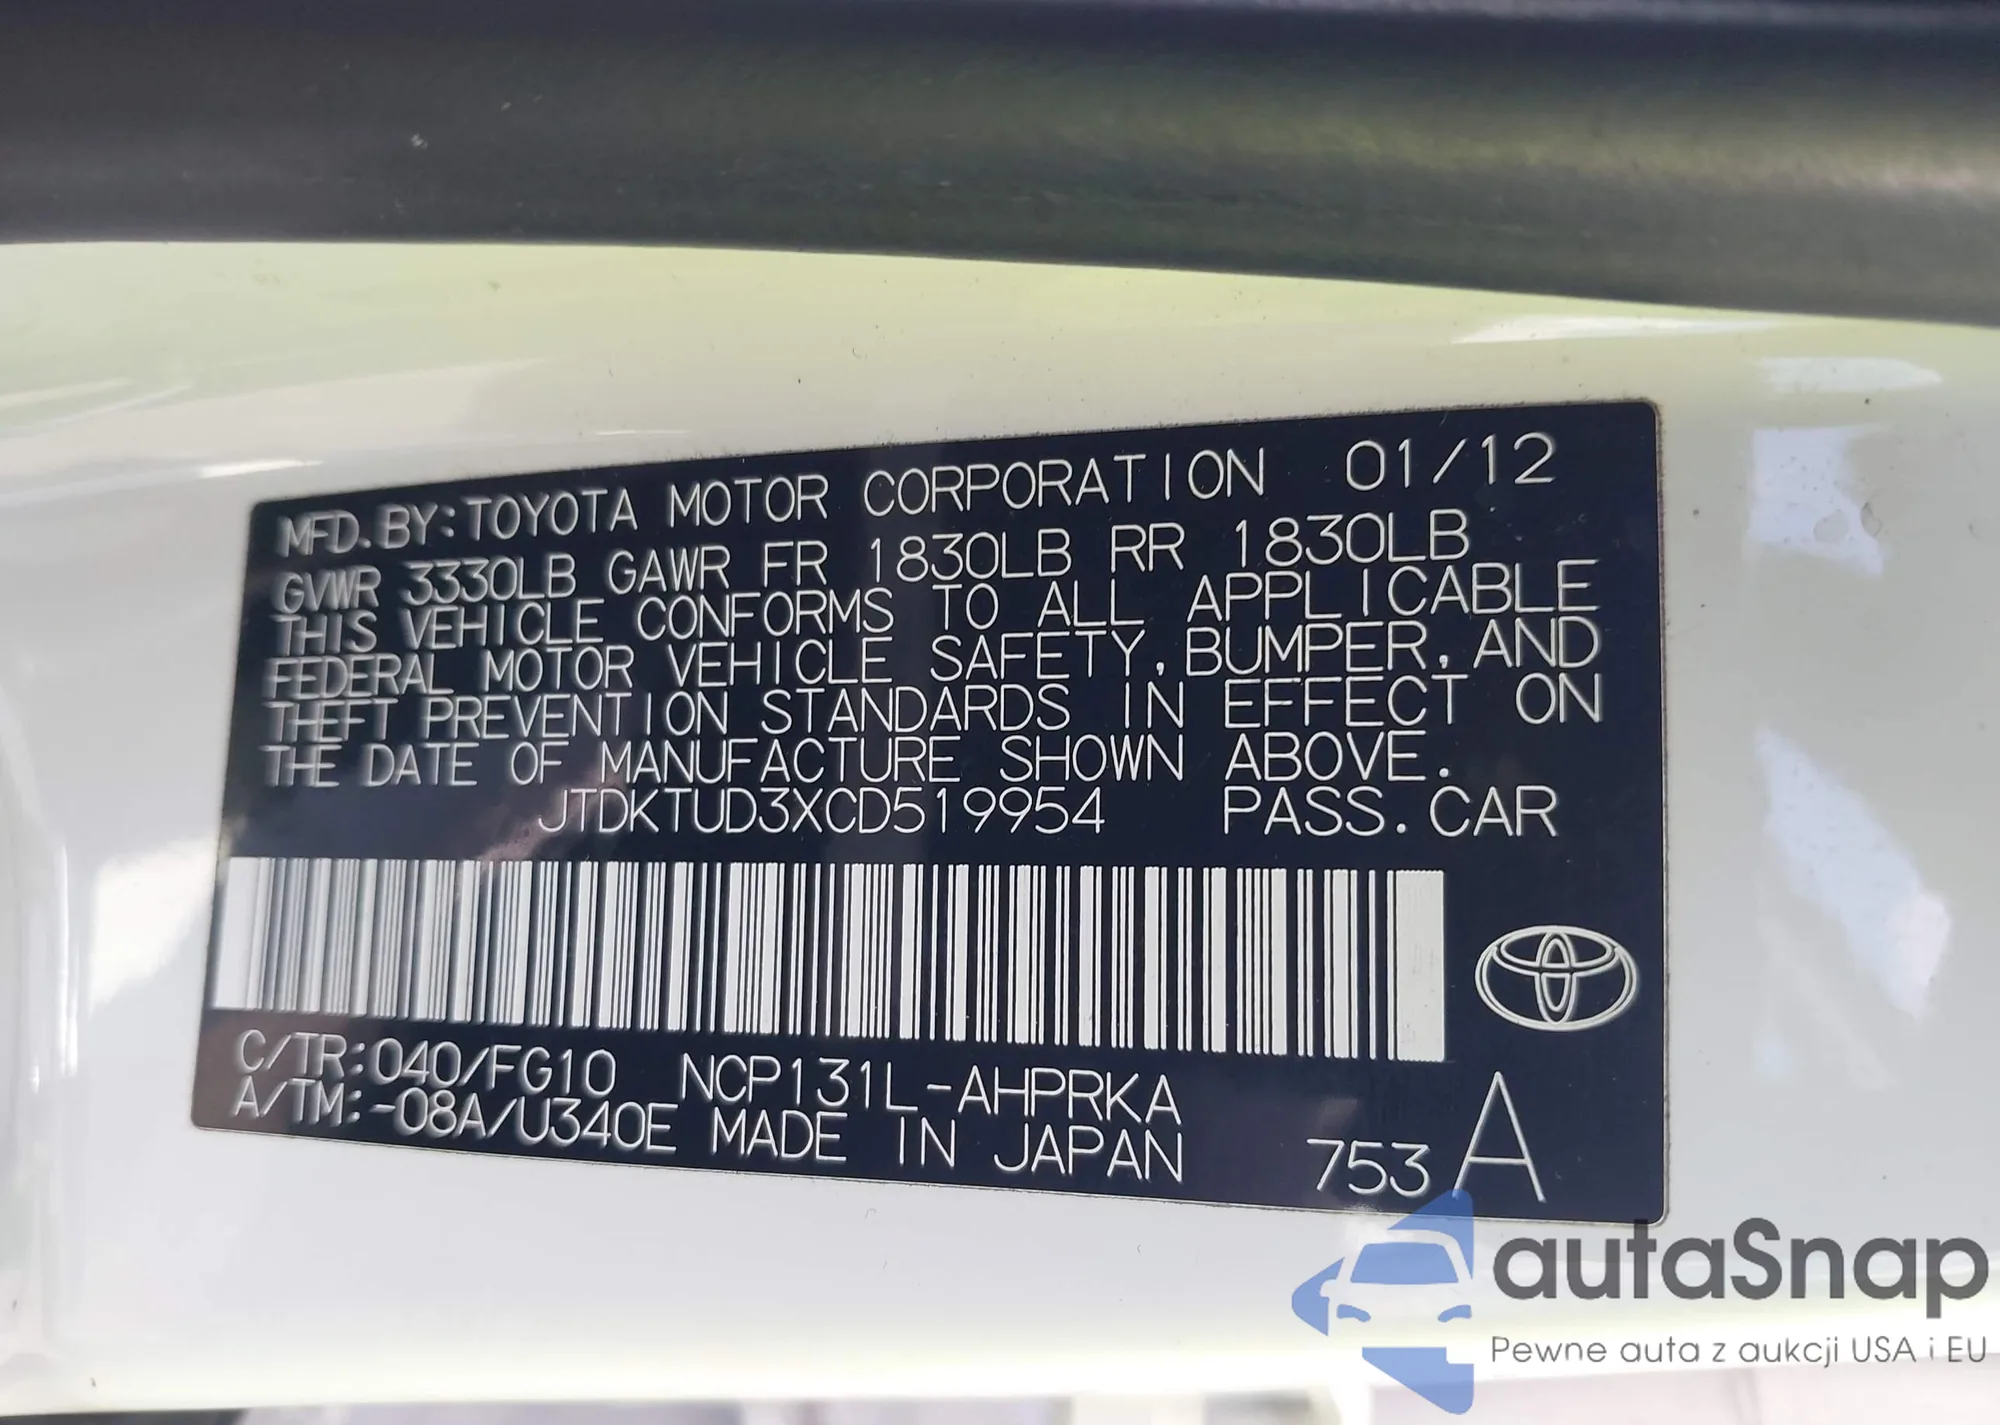 MFD.BY:TOYOTA MOTOR CORPORATION 01/12
GVWR 3330LB GAWR FR 1830LB RR 1830LB
THIS VEHICLE CONFORMS TO ALL APPLICABLE
FEDERAL MOTOR VEHICLE SAFETY, BUMPER, AND
THEFT PREVENTION STANDARDS IN EFFECT ON
THE DATE OF MANUFACTURE SHOWN ABOVE.
JTDKTUD3XCD519954 PASS.CAR
C/TR:040/FG10 NCP131L-AHPRKA
A/TM:-08A/U340E MADE IN JAPAN 753 A
autaSnap
Pewne auta z aukcji USA i EU